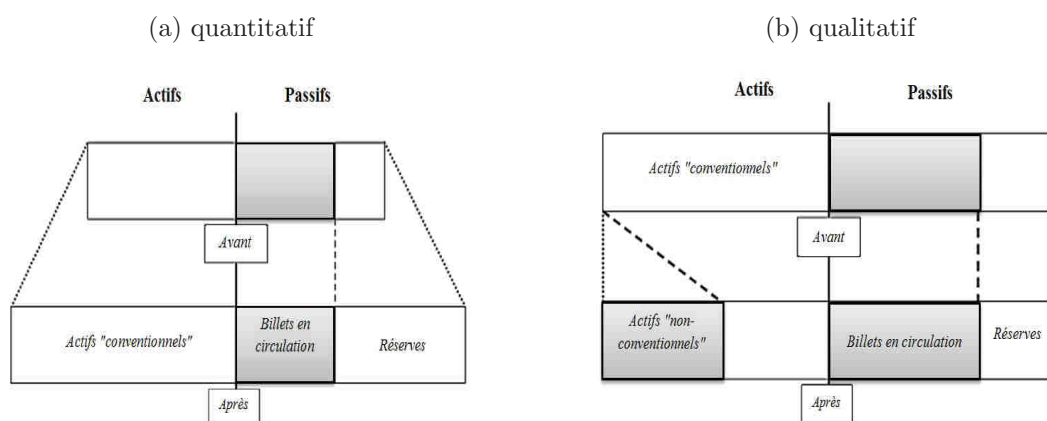 (a) quantitatif
Actifs
Passifs
Avant
Actifs "conventionnels"
Billets en
circulation
Réserves
Après
(b) qualitatif
Actifs
Passifs
Actifs "conventionnels"
Avant
Actifs "non-
conventionnels"
Billets en circulation
Réserves
Après